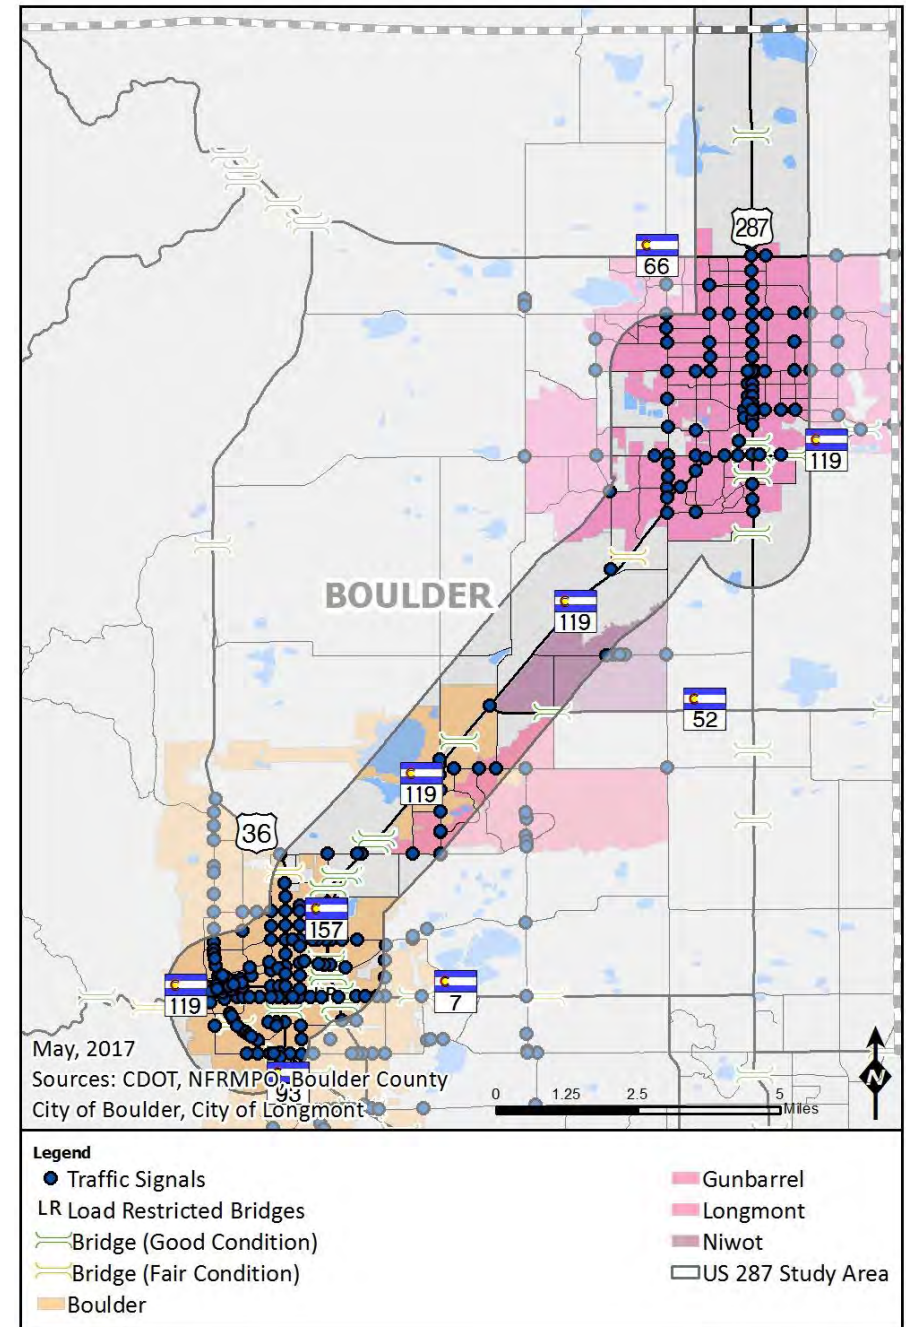 287
66
119
BOULDER
119
52
119
36
157
119
7
93
May, 2017
Sources: CDOT, NFRMPO, Boulder County
City of Boulder, City of Longmont
0 1.25 2.5 5
Miles
N
Legend
Traffic Signals
LR Load Restricted Bridges
Bridge (Good Condition)
Bridge (Fair Condition)
Boulder
Gunbarrel
Longmont
Niwot
US 287 Study Area